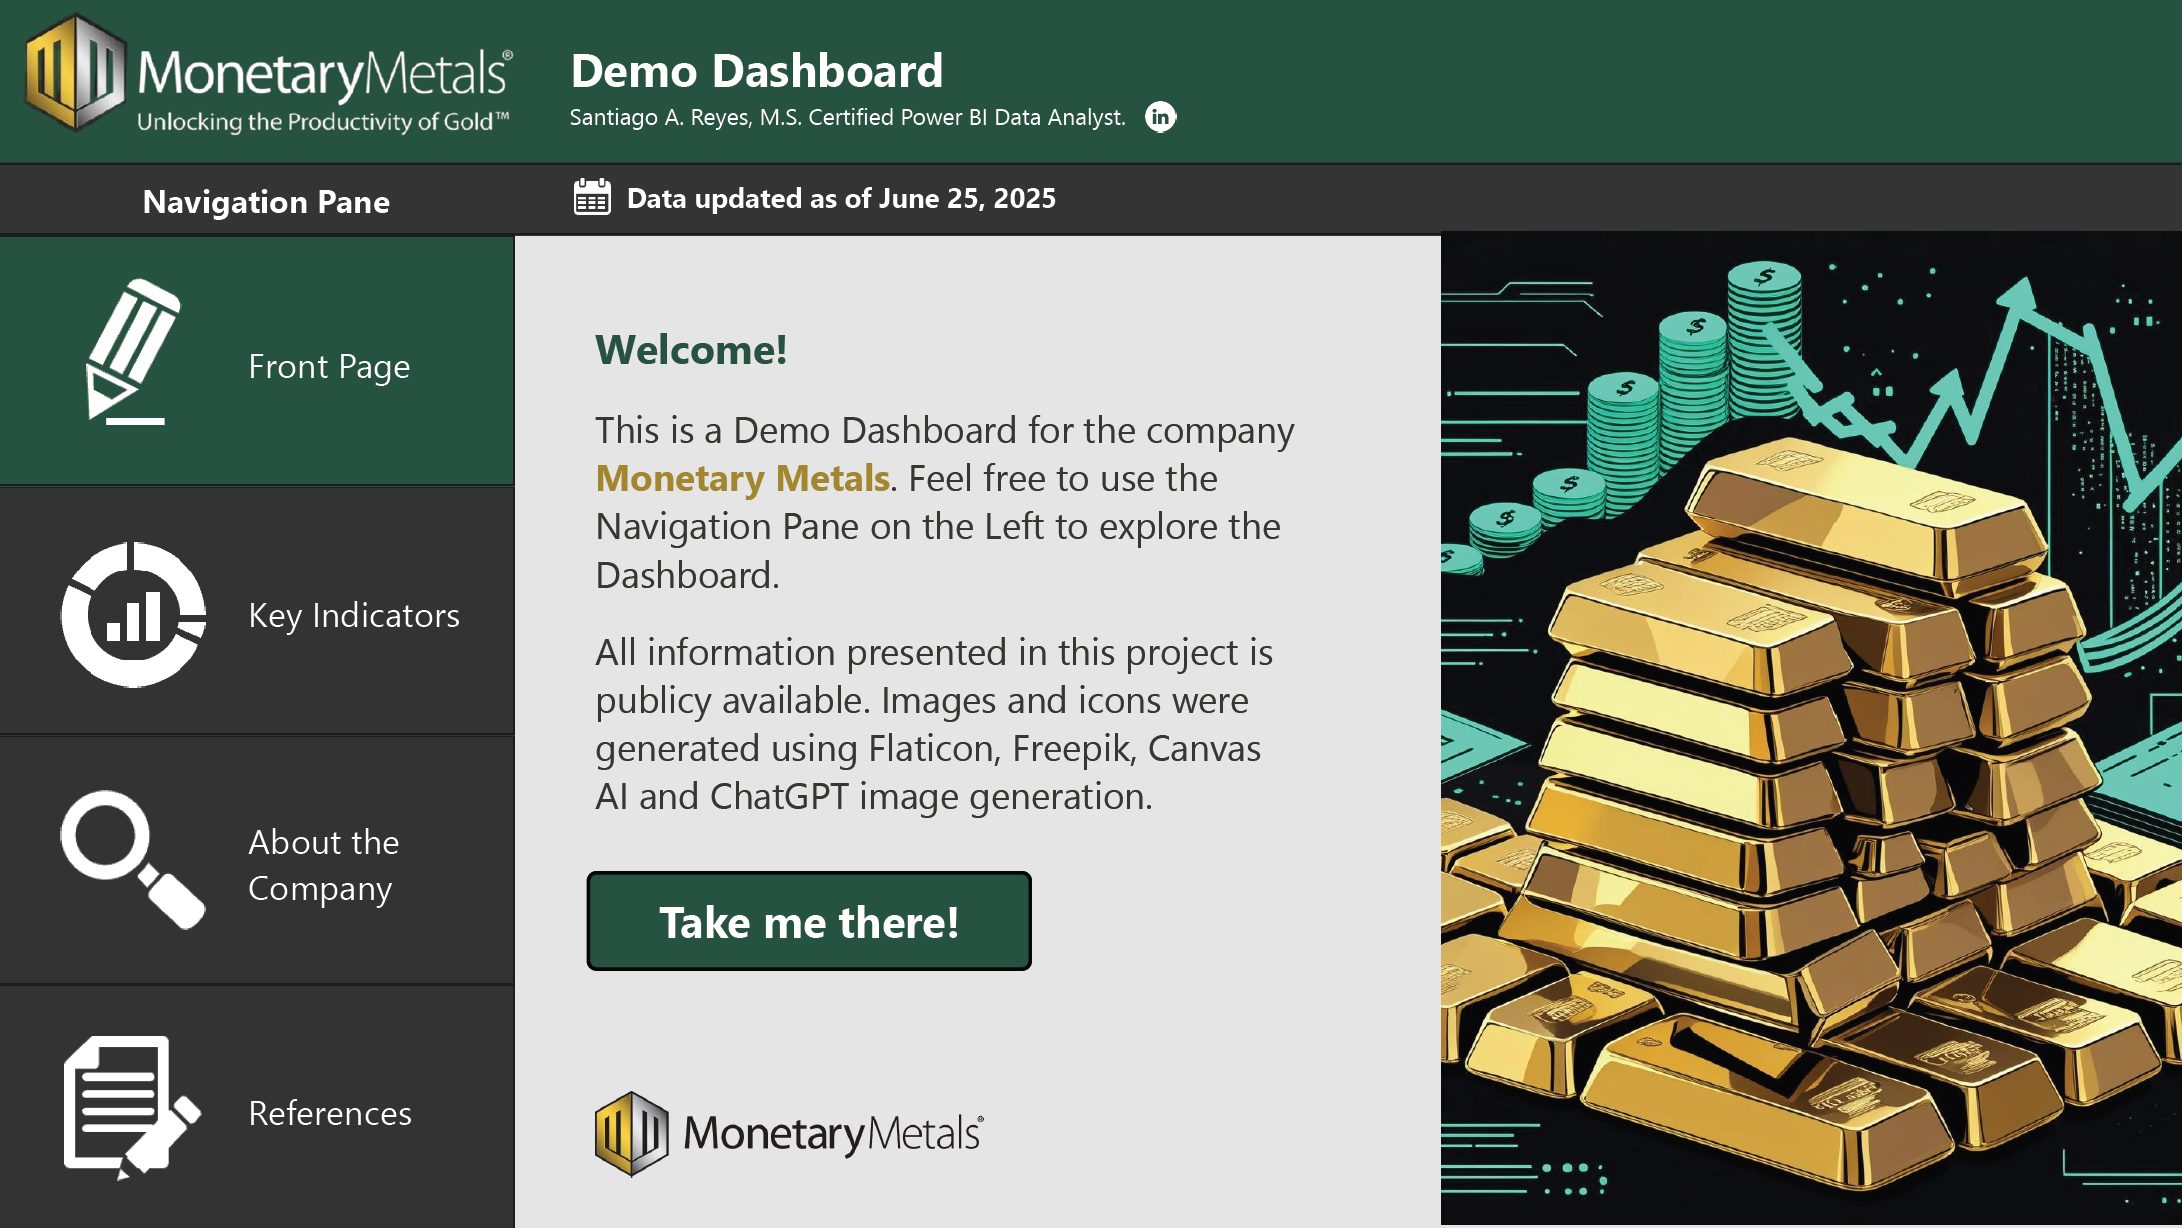 MonetaryMetals®
Unlocking the Productivity of Gold™
Demo Dashboard
Santiago A. Reyes, M.S. Certified Power BI Data Analyst.
in
Navigation Pane
Data updated as of June 25, 2025
Front Page
Key Indicators
About the
Company
References
Welcome!
This is a Demo Dashboard for the company
Monetary Metals. Feel free to use the
Navigation Pane on the Left to explore the
Dashboard.
All information presented in this project is
publicy available. Images and icons were
generated using Flaticon, Freepik, Canvas
AI and ChatGPT image generation.
Take me there!
MonetaryMetals®
$
$
$
$
$
$